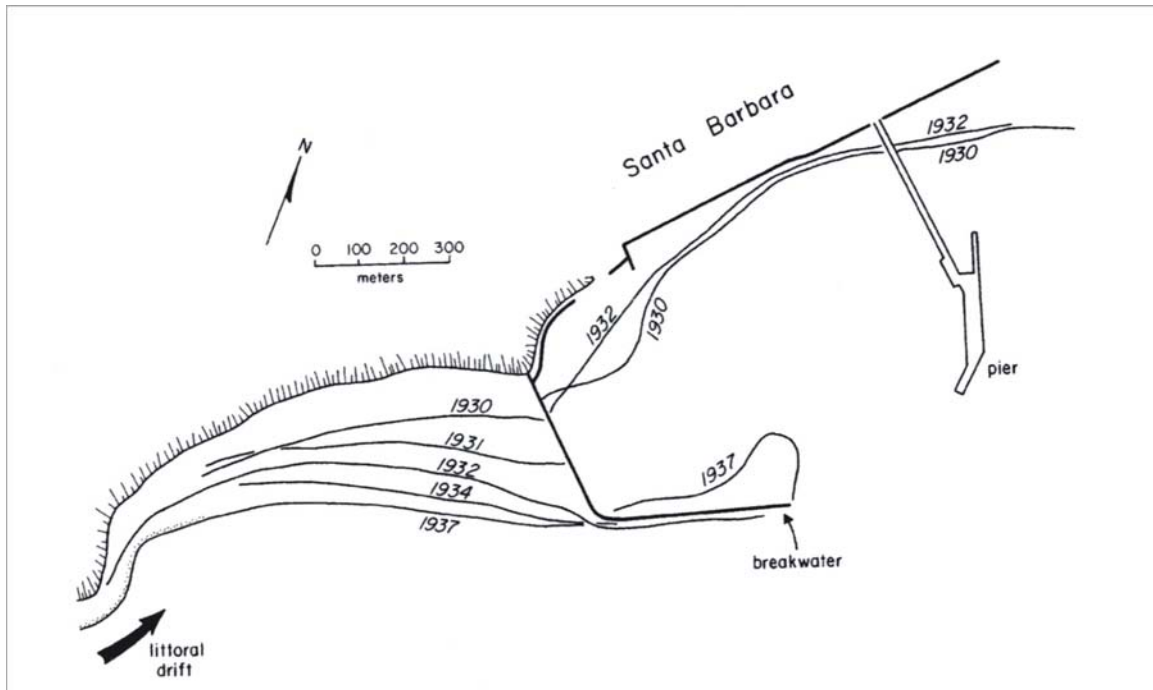 Santa Barbara
N
0 100 200 300
meters
1932
1930
1932
1930
pier
1930
1931
1932
1934
1937
1937
breakwater
littoral
drift